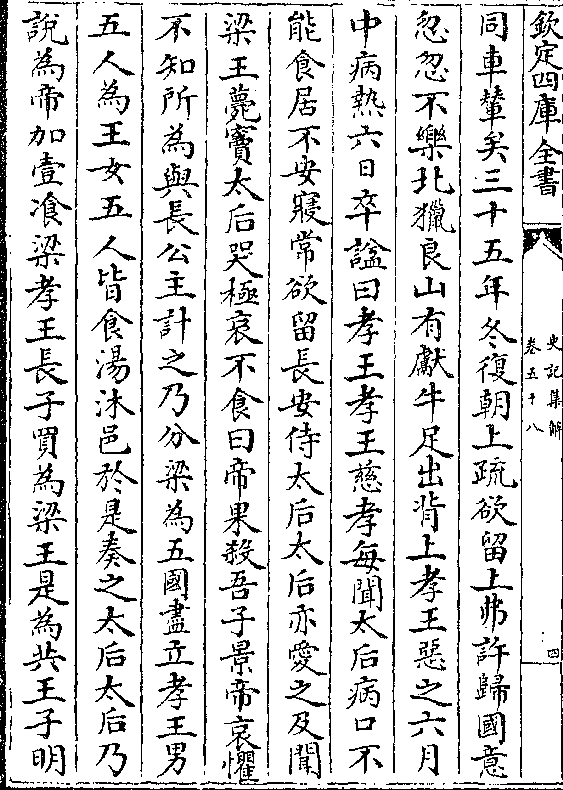 欽定四庫全書
史記集解
卷五十八
四
同車輦矣三十五年冬復朝上疏欲留上弗許歸國意
忽忽不樂北獵良山有獻牛足出背上孝王惡之六月
中病熱六日卒諡曰孝王孝王慈孝每聞太后病口不
能食居不安寢常欲留長安侍太后太后亦愛之及聞
梁王薨竇太后哭極哀不食曰帝果殺吾子景帝哀懼
不知所為與長公主計之乃分梁為五國盡立孝王男
五人為王女五人皆食湯沐邑於是奏之太后太后乃
說為帝加壹飡梁孝王長子買為梁王是為共王子明